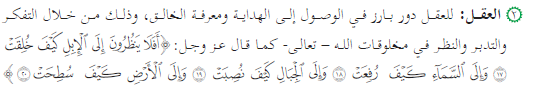 ٢ العقل: للعقل دور بارز في الوصول إلى الهداية ومعرفة الخالق، وذلك من خلال التفكر
والتدبر والنظر في مخلوقات الله – تعالى- كما قال عز وجل: ﴿أَفَلَا يَنظُرُونَ إِلَى الْإِبِلِ كَيْفَ خُلِقَتْ
١٧ وَإِلَى السَّمَاءِ كَيْفَ رُفِعَتْ ١٨ وَإِلَى الْجِبَالِ كَيْفَ نُصِبَتْ ١٩ وَإِلَى الْأَرْضِ كَيْفَ سُطِحَتْ ٢٠﴾